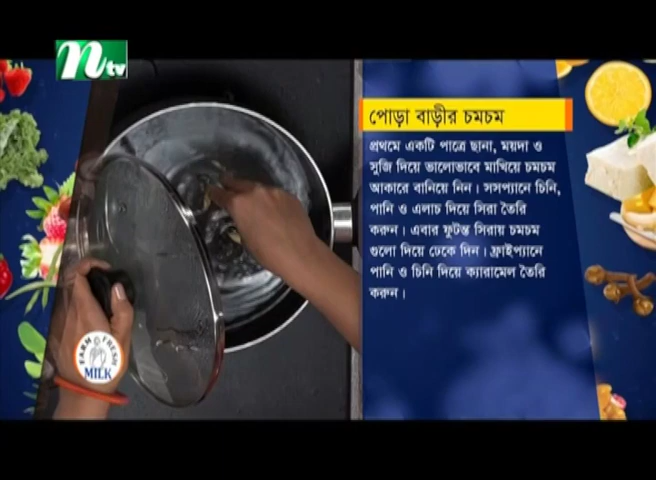 ntv
পোড়া বাড়ীর চমচম
প্রথমে একটি পাত্রে ছানা, ময়দা ও
সুজি দিয়ে ভালোভাবে মাখিয়ে চমচম
আকারে বানিয়ে নিন। সসপ্যানে চিনি,
পানি ও এলাচ দিয়ে সিরা তৈরি
করুন। এবার ফুটন্ত সিরায় চমচম
গুলো দিয়ে ঢেকে দিন। ফ্রাইপ্যানে
পানি ও চিনি দিয়ে ক্যারামেল তৈরি
করুন।
FARM FRESH
MILK